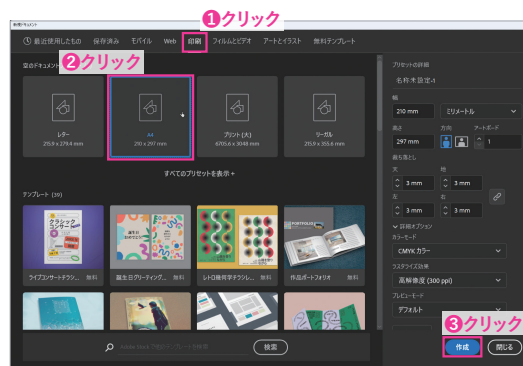 ❶クリック
新規ドキュメント
最近使用したもの 保存済み モバイル Web 印刷 フィルムとビデオ アートとイラスト 無料テンプレート
❷クリック
空のドキュメント
レター
215.9 x 279.4 mm
A4
210 x 297 mm
プリント (大)
6705.6 x 3048 mm
リーガル
215.9 x 355.6 mm
すべてのプリセットを表示 +
テンプレート (39)
クラシック
コンサート
誕生日
PORTFOLIO
ライブコンサートチラシ... 無料
誕生日グリーティング... 無料
レトロ幾何学チラシレ... 無料
作品ポートフォリオ 無料
検索
プリセットの詳細
名称未設定-1
幅
210 mm ミリメートル
高さ 方向 アートボード
297 mm 1
裁ち落とし
天 地
3 mm 3 mm
左 右
3 mm 3 mm
詳細オプション
カラーモード
CMYK カラー
ラスタライズ効果
高解像度 (300 ppi)
プレビューモード
デフォルト
❸クリック
作成 閉じる